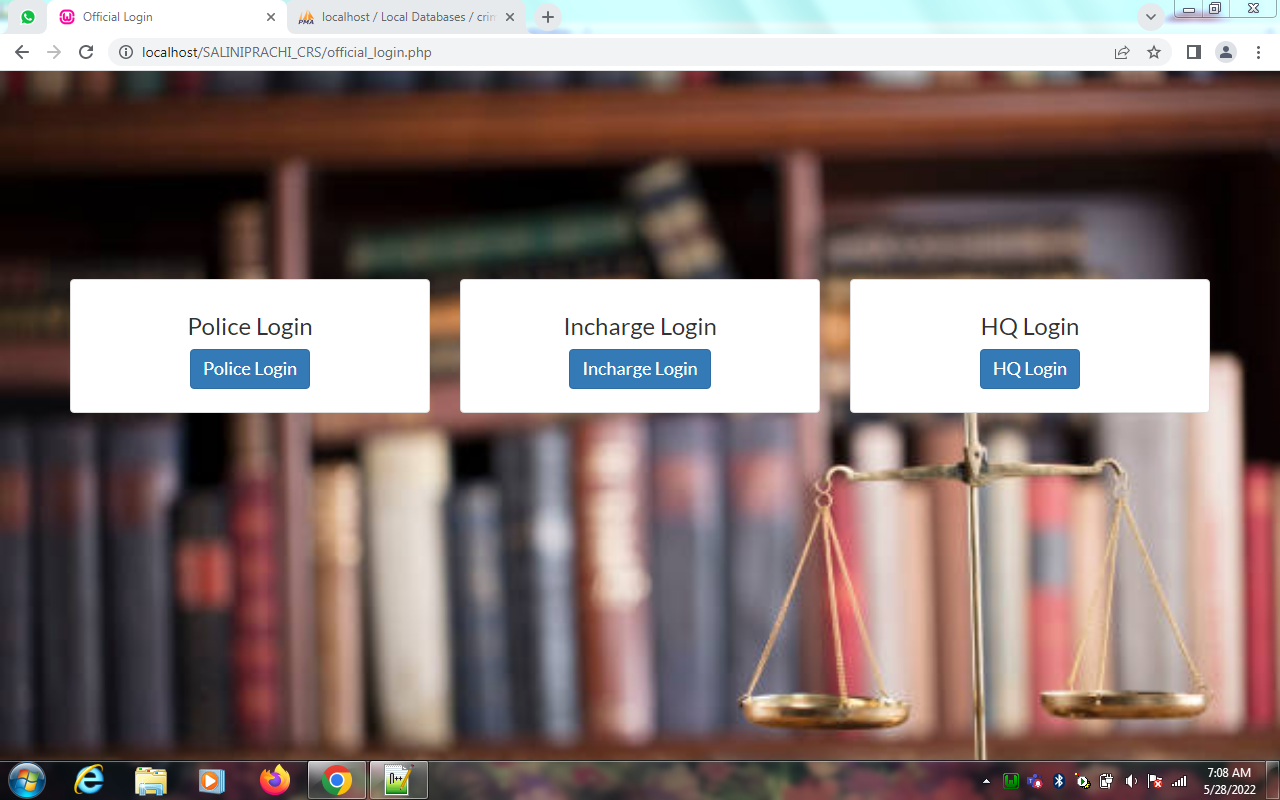 Official Login
localhost / Local Databases / crim
localhost/SALINIPRACHI_CRS/official_login.php
Police Login
Police Login
Incharge Login
Incharge Login
HQ Login
HQ Login
7:08 AM
5/28/2022